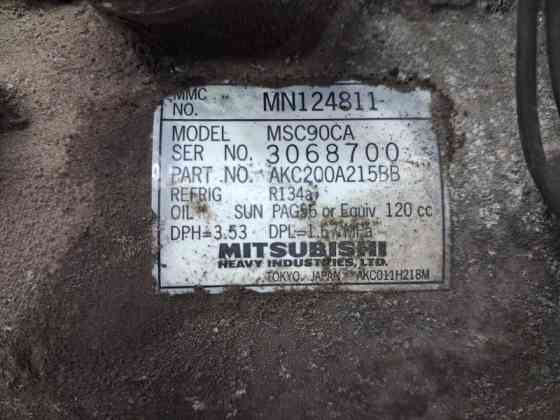 MMC
NO. MN124811
MODEL MSC90CA
SER NO. 3068700
PART NO. AKC200A215BB
REFRIG R134a
OIL SUN PAG56 or Equiv 120 cc
DPH=3.53 DPL=1.67MPa
MITSUBISHI
HEAVY INDUSTRIES, LTD.
TOKYO, JAPAN AKC011H218M